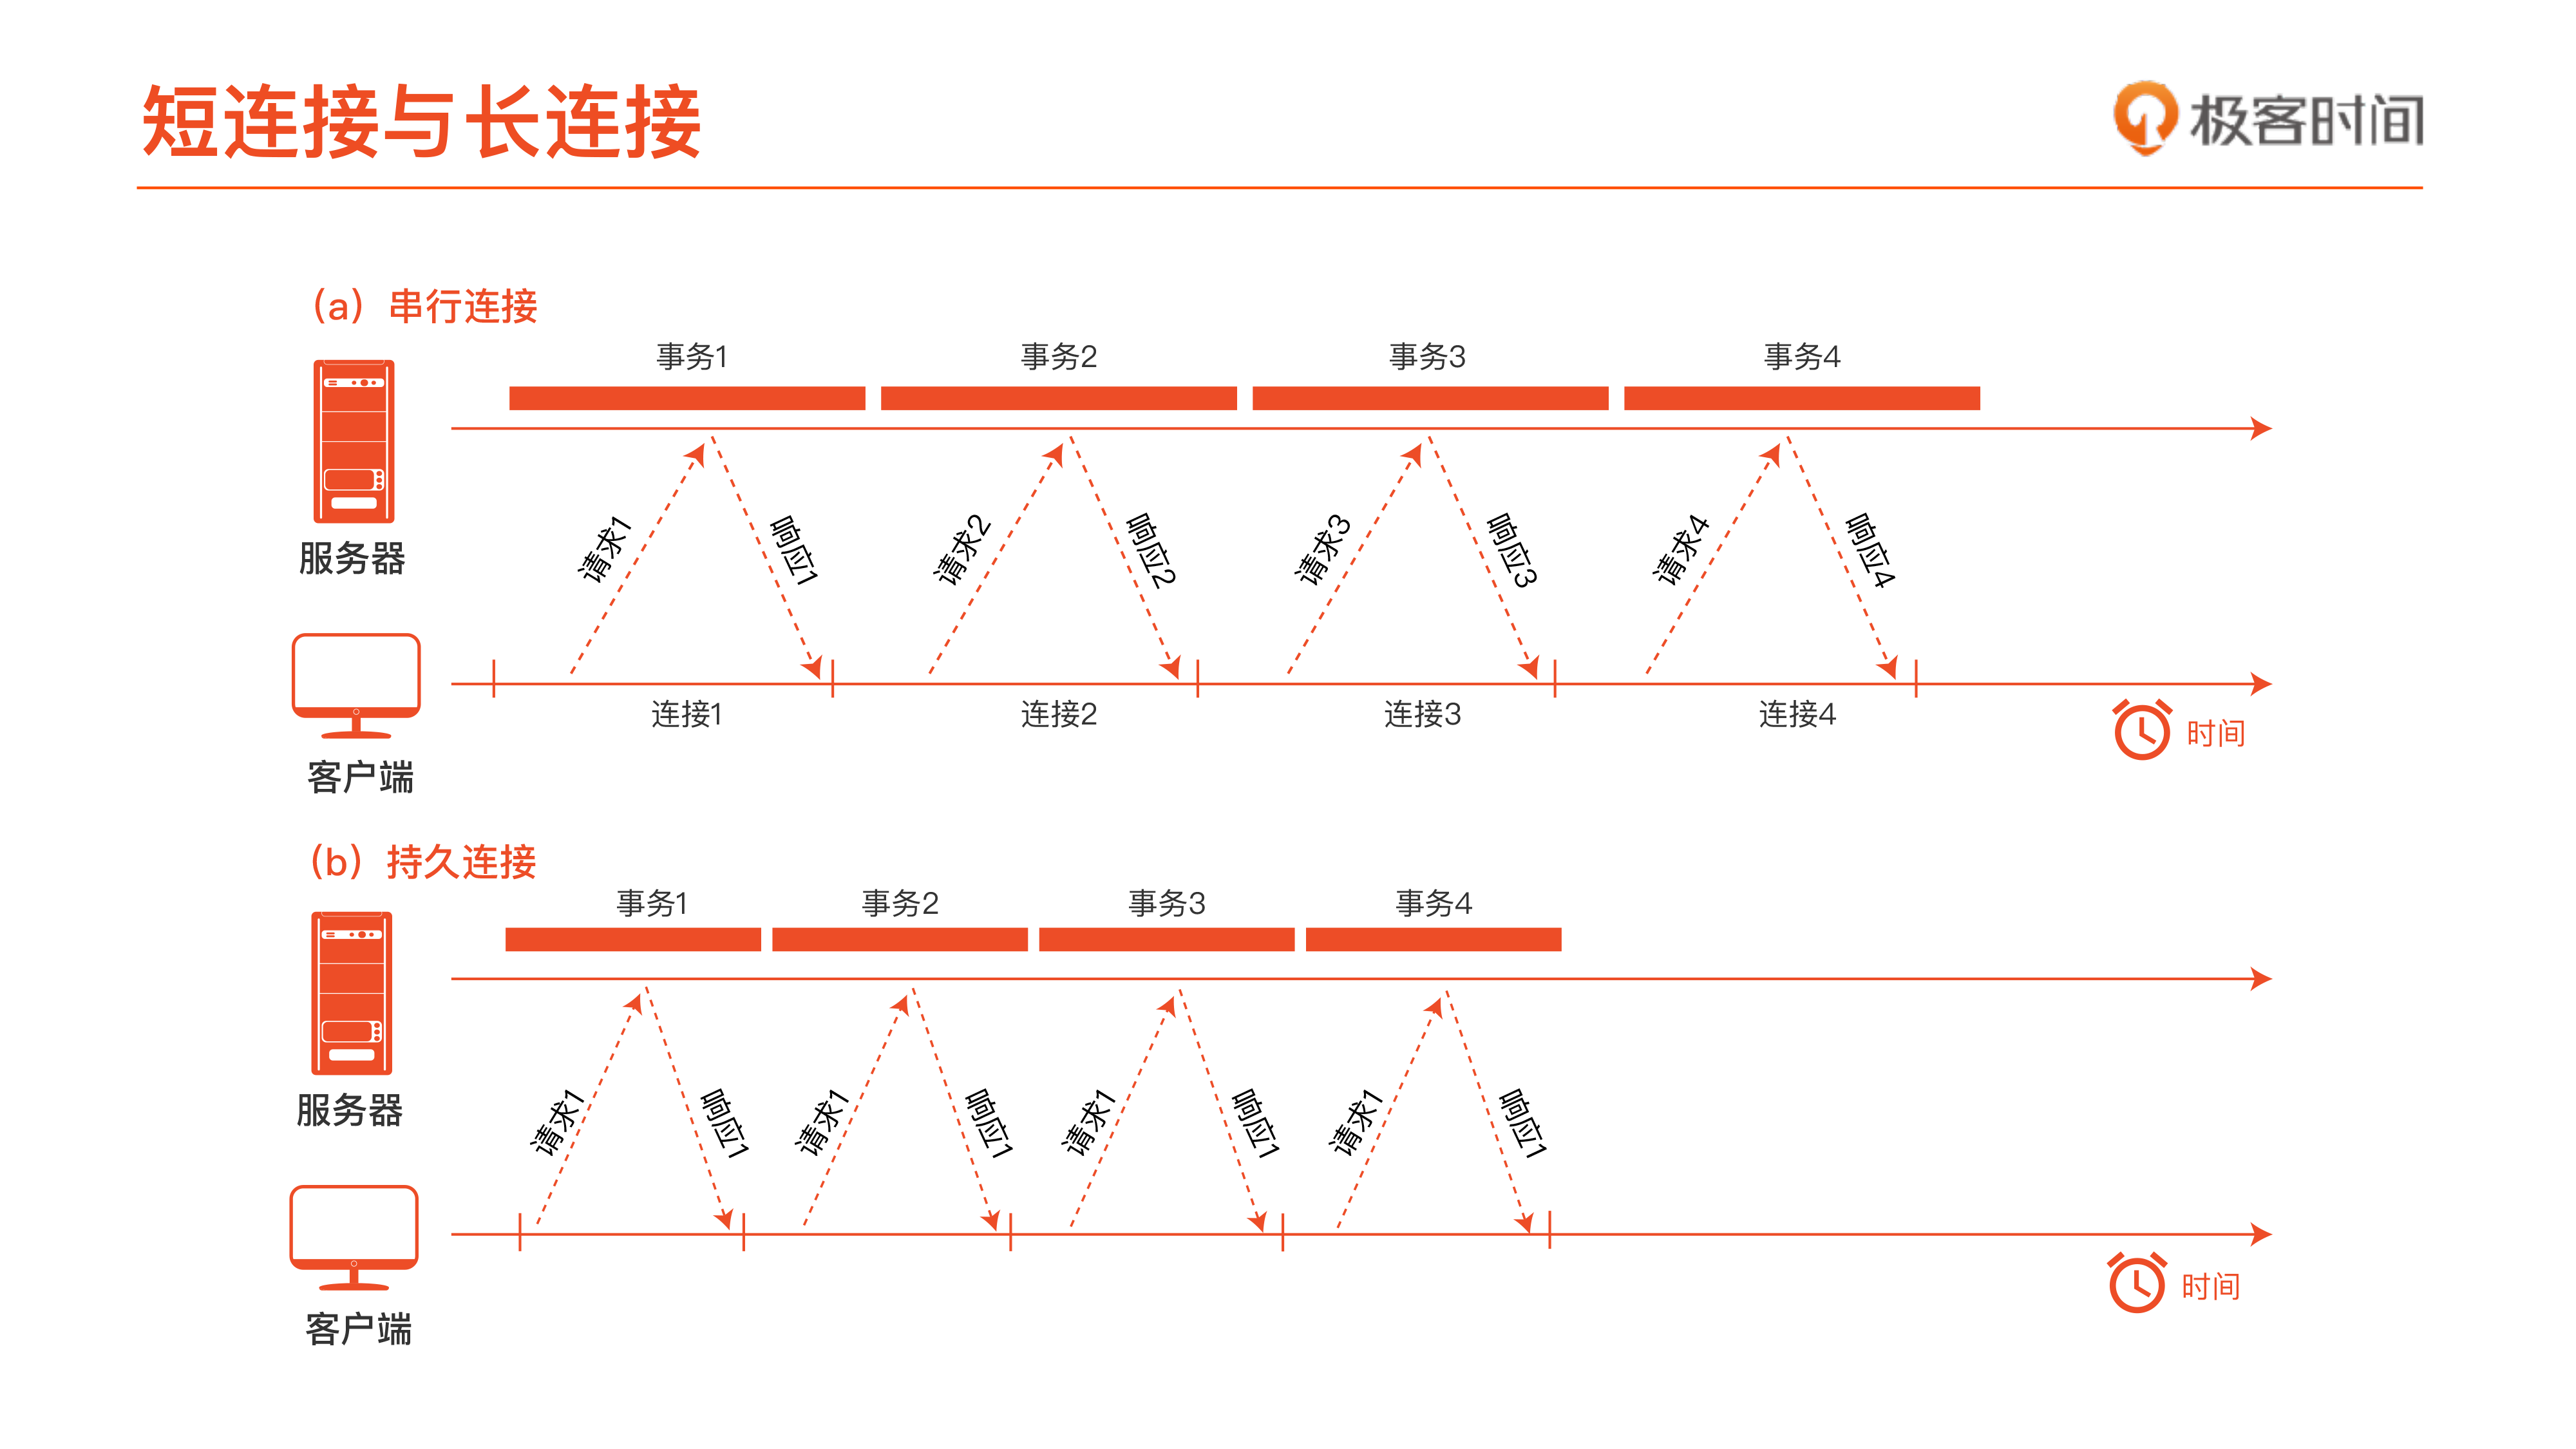 短连接与长连接
极客时间
(a) 串行连接
事务1
事务2
事务3
事务4
服务器
请求1
响应1
请求2
响应2
请求3
响应3
请求4
响应4
连接1
连接2
连接3
连接4
时间
客户端
(b) 持久连接
事务1
事务2
事务3
事务4
服务器
请求1
响应1
请求1
响应1
请求1
响应1
请求1
响应1
时间
客户端